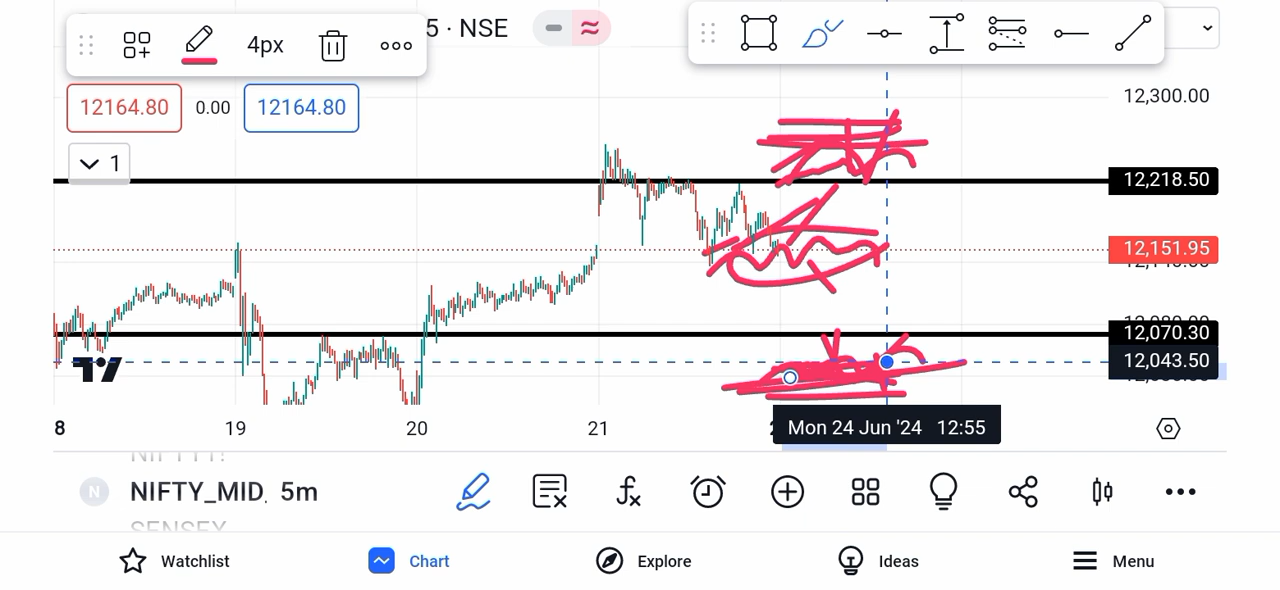 4px
5 · NSE
12164.80 0.00 12164.80
1
12,300.00
12,218.50
12,151.95
12,070.30
12,043.50
8 19 20 21
Mon 24 Jun '24 12:55
N NIFTY_MID. 5m
SENSEX
Watchlist Chart Explore Ideas Menu